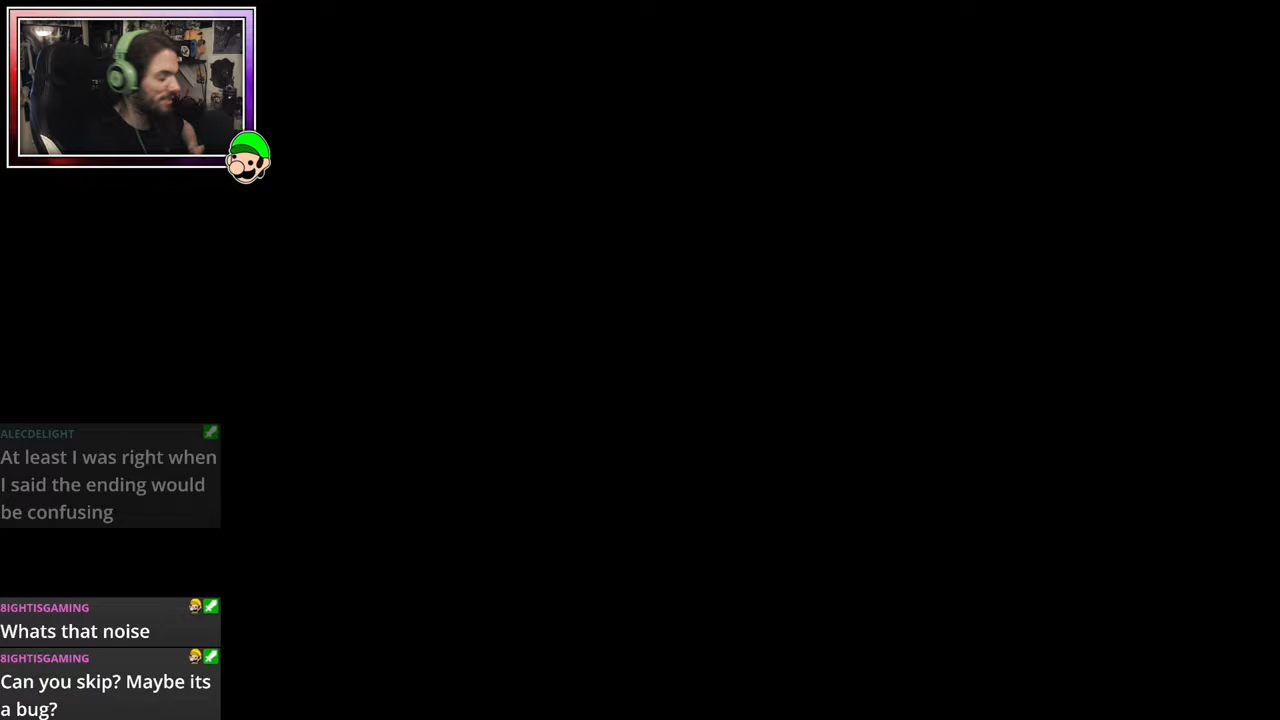 ALECDELIGHT
At least I was right when
I said the ending would
be confusing
8IGHTISGAMING
Whats that noise
8IGHTISGAMING
Can you skip? Maybe its
a bug?